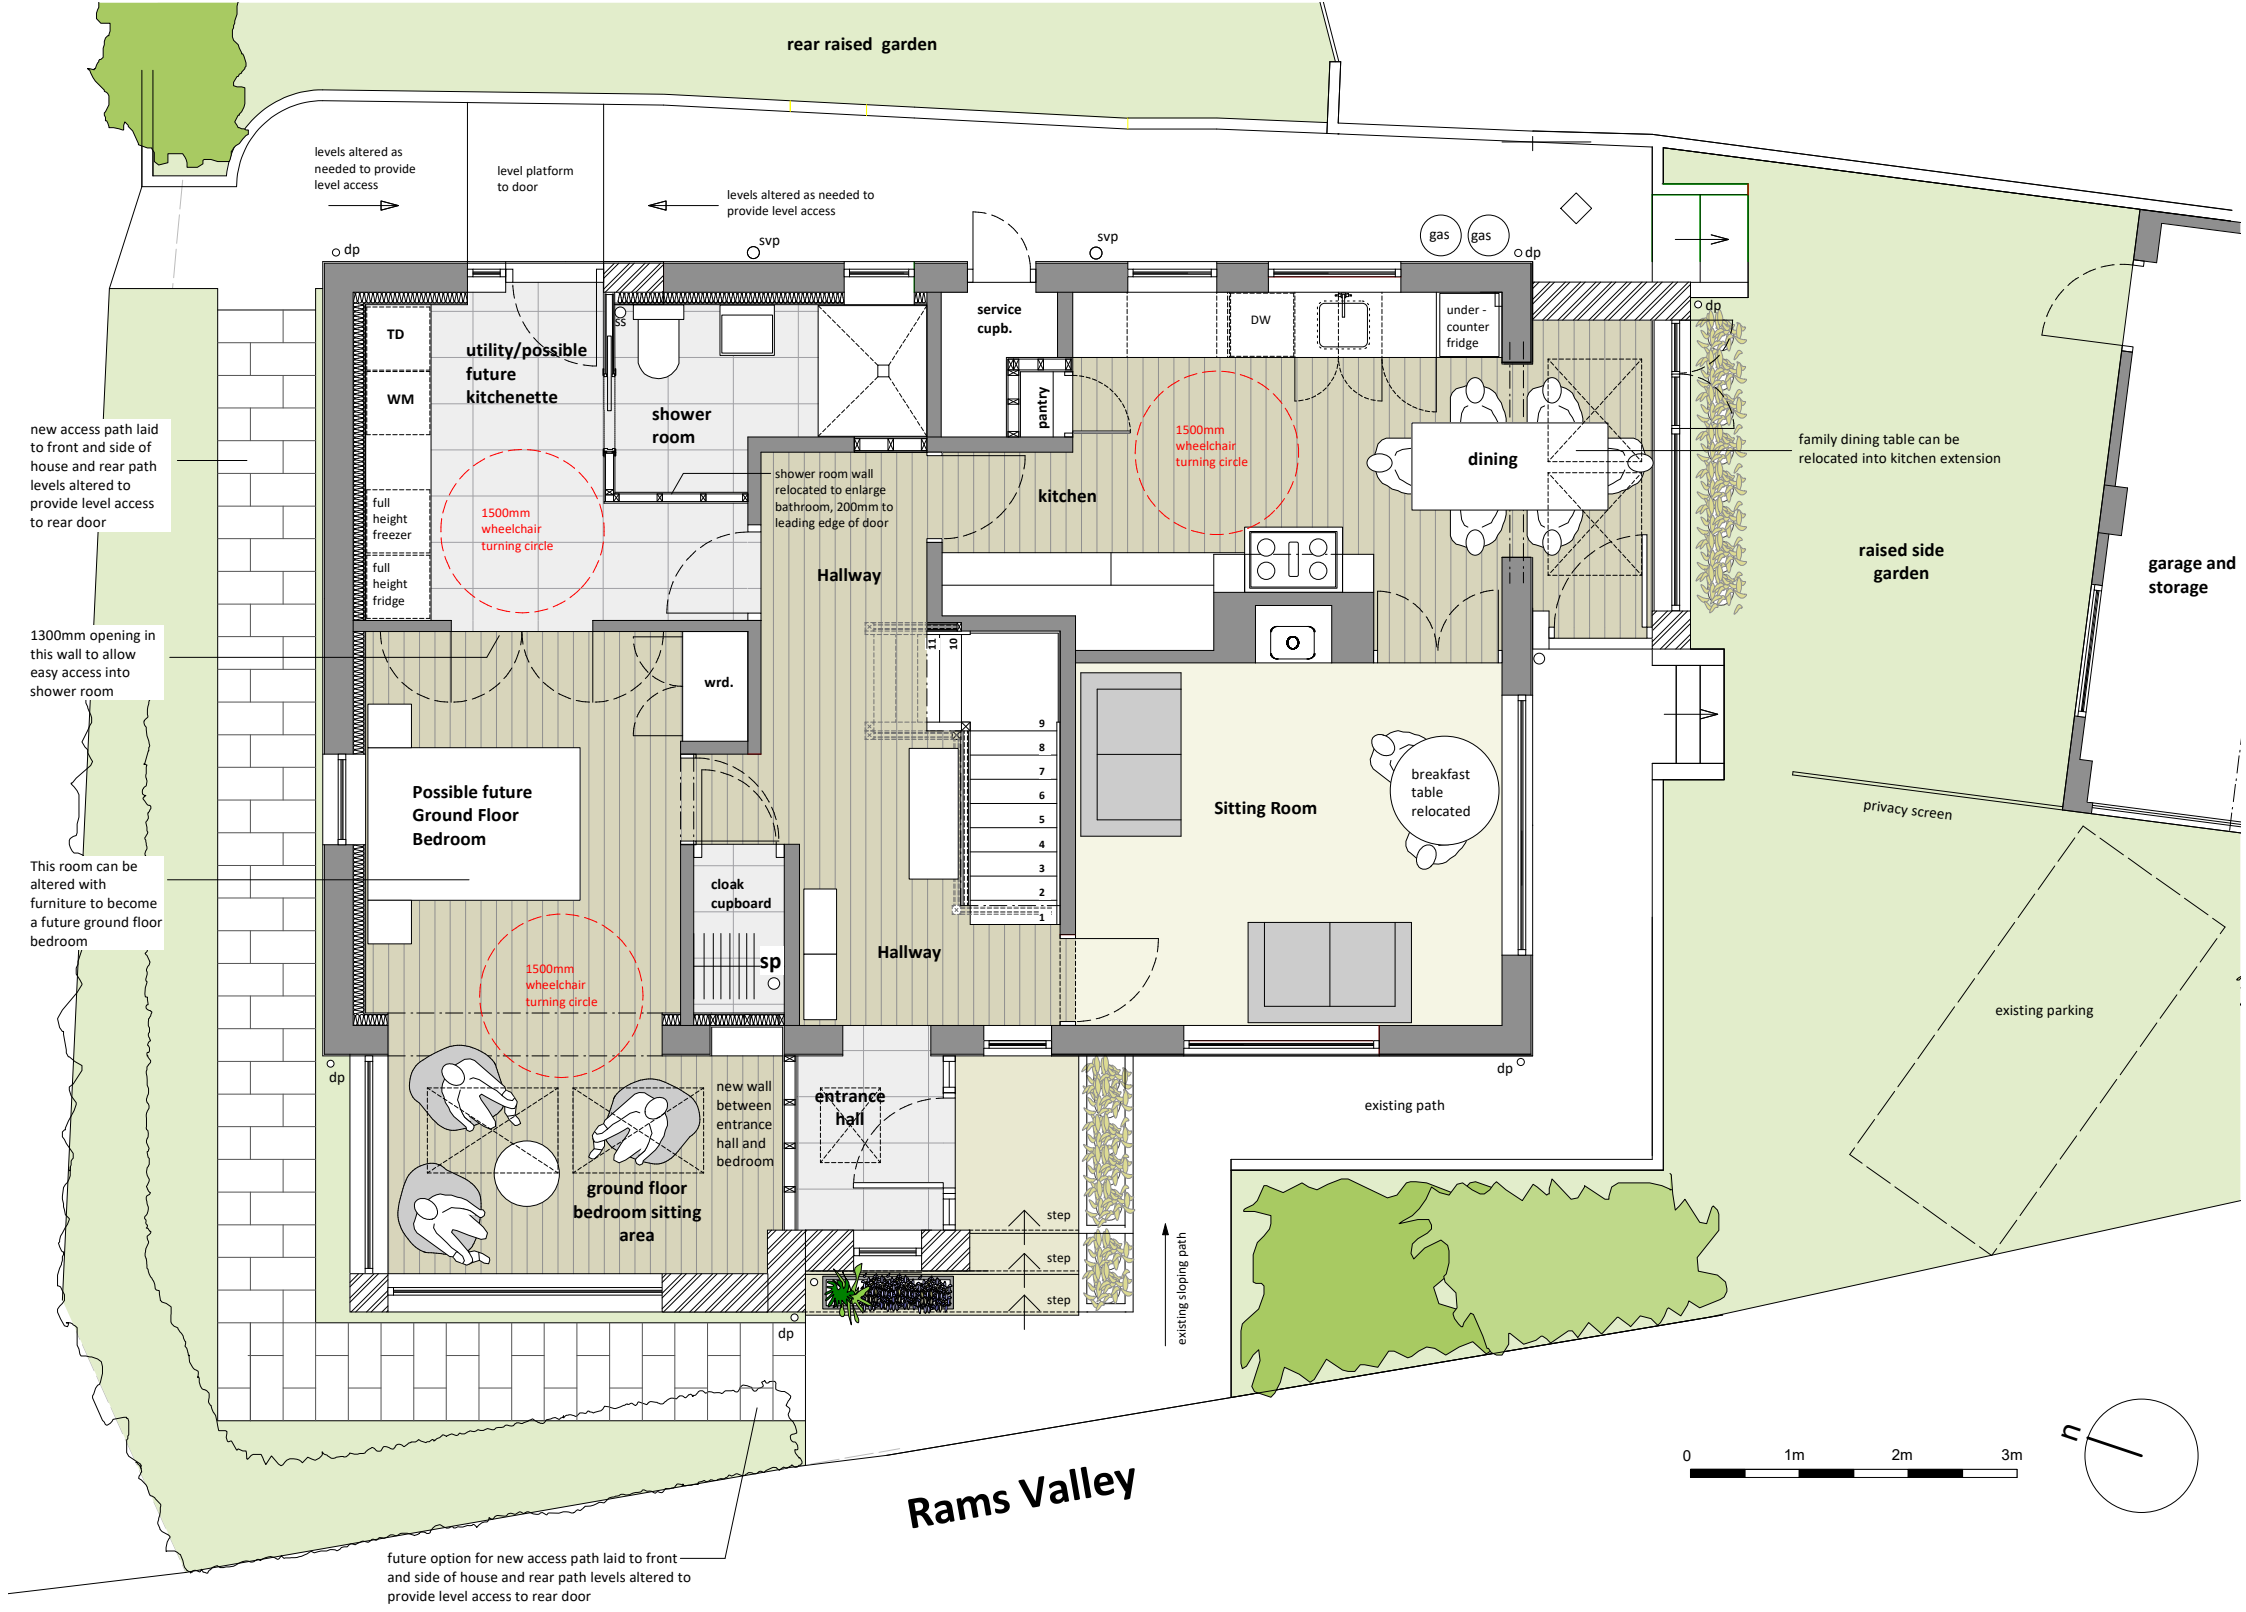 rear raised  garden
levels altered as
needed to provide
level access
level platform
to door
levels altered as needed to
provide level access
dp
svp
svp
gas
gas
dp
dp
service
cupb.
DW
under -
counter
fridge
TD
WM
utility/possible
future
kitchenette
ss
shower
room
pantry
1500mm
wheelchair
turning circle
dining
family dining table can be
relocated into kitchen extension
new access path laid
to front and side of
house and rear path
levels altered to
provide level access
to rear door
full
height
freezer
full
height
fridge
1500mm
wheelchair
turning circle
shower room wall
relocated to enlarge
bathroom, 200mm to
leading edge of door
kitchen
Hallway
raised side
garden
garage and
storage
1300mm opening in
this wall to allow
easy access into
shower room
wrd.
11
10
9
8
7
6
5
4
3
2
1
Possible future
Ground Floor
Bedroom
Sitting Room
breakfast
table
relocated
privacy screen
This room can be
altered with
furniture to become
a future ground floor
bedroom
cloak
cupboard
sp
Hallway
1500mm
wheelchair
turning circle
existing parking
dp
dp
new wall
between
entrance
hall and
bedroom
entrance
hall
existing path
ground floor
bedroom sitting
area
step
step
step
existing sloping path
dp
Rams Valley
0
1m
2m
3m
n
future option for new access path laid to front
and side of house and rear path levels altered to
provide level access to rear door